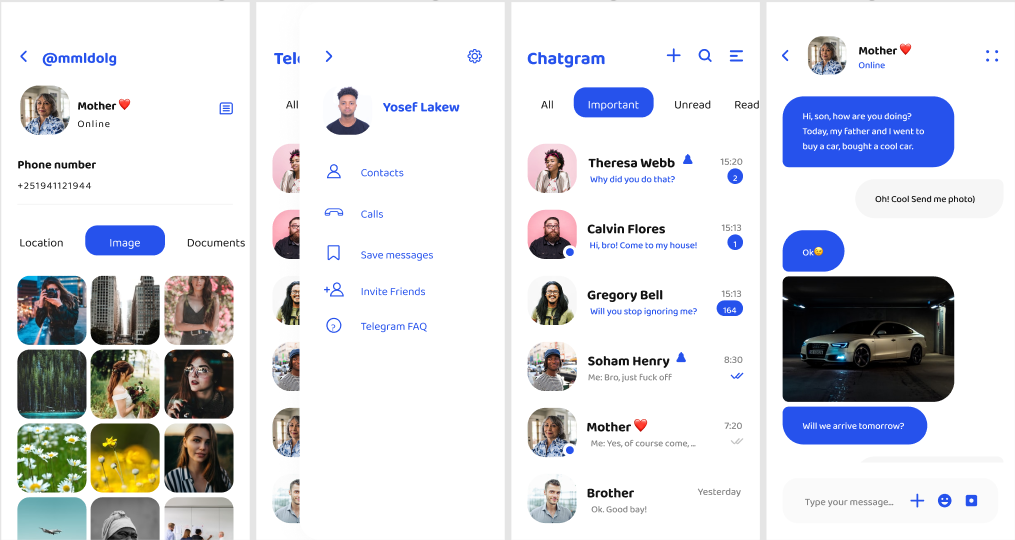 @mmldolg
Mother ❤️
Online
Phone number
+251941121944
Location
Image
Documents
All
Yosef Lakew
Contacts
Calls
Save messages
Invite Friends
? Telegram FAQ
Chatgram
All
Important
Unread
Read
Theresa Webb
15:20
Why did you do that?
2
Calvin Flores
15:13
Hi, bro! Come to my house!
1
Gregory Bell
15:13
Will you stop ignoring me?
164
Soham Henry
8:30
Me: Bro, just fuck off
Mother ❤️
7:20
Me: Yes, of course come, ...
Brother
Yesterday
Ok. Good bay!
Mother ❤️
Online
Hi, son, how are you doing?
Today, my father and I went to
buy a car, bought a cool car.
Oh! Cool Send me photo)
Ok😁
Will we arrive tomorrow?
Type your message...